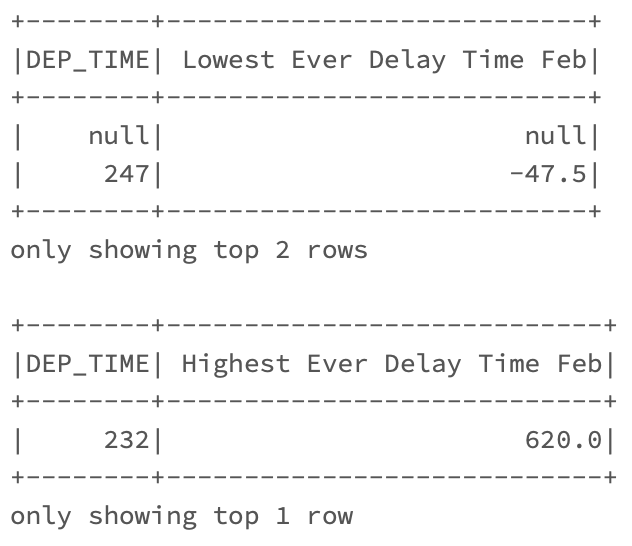 +--------+---------------------------+
|DEP_TIME| Lowest Ever Delay Time Feb|
+--------+---------------------------+
|    null|                       null|
|     247|                      -47.5|
+--------+---------------------------+
only showing top 2 rows

+--------+----------------------------+
|DEP_TIME| Highest Ever Delay Time Feb|
+--------+----------------------------+
|     232|                       620.0|
+--------+----------------------------+
only showing top 1 row